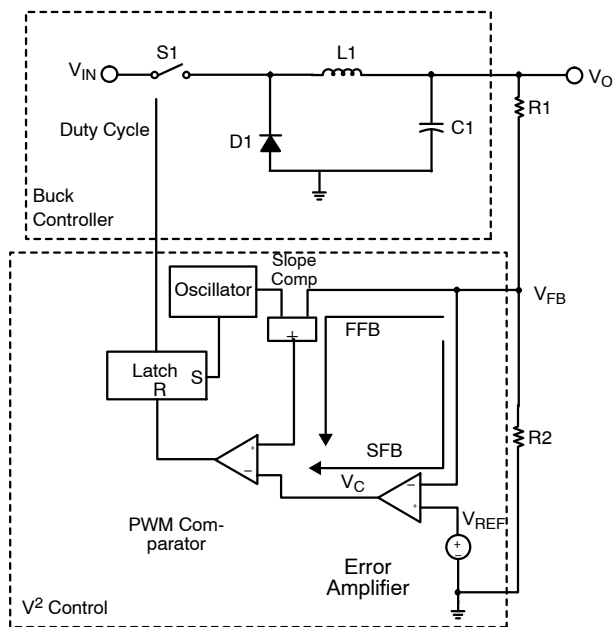 S1
L1
V_IN
V_O
R1
Duty Cycle
D1
C1
Buck
Controller
Slope
Comp
Oscillator
V_FB
+
FFB
Latch
S
R
R2
+
−
SFB
V_C
−
+
V_REF
+
−
PWM Com-
parator
Error
Amplifier
V² Control